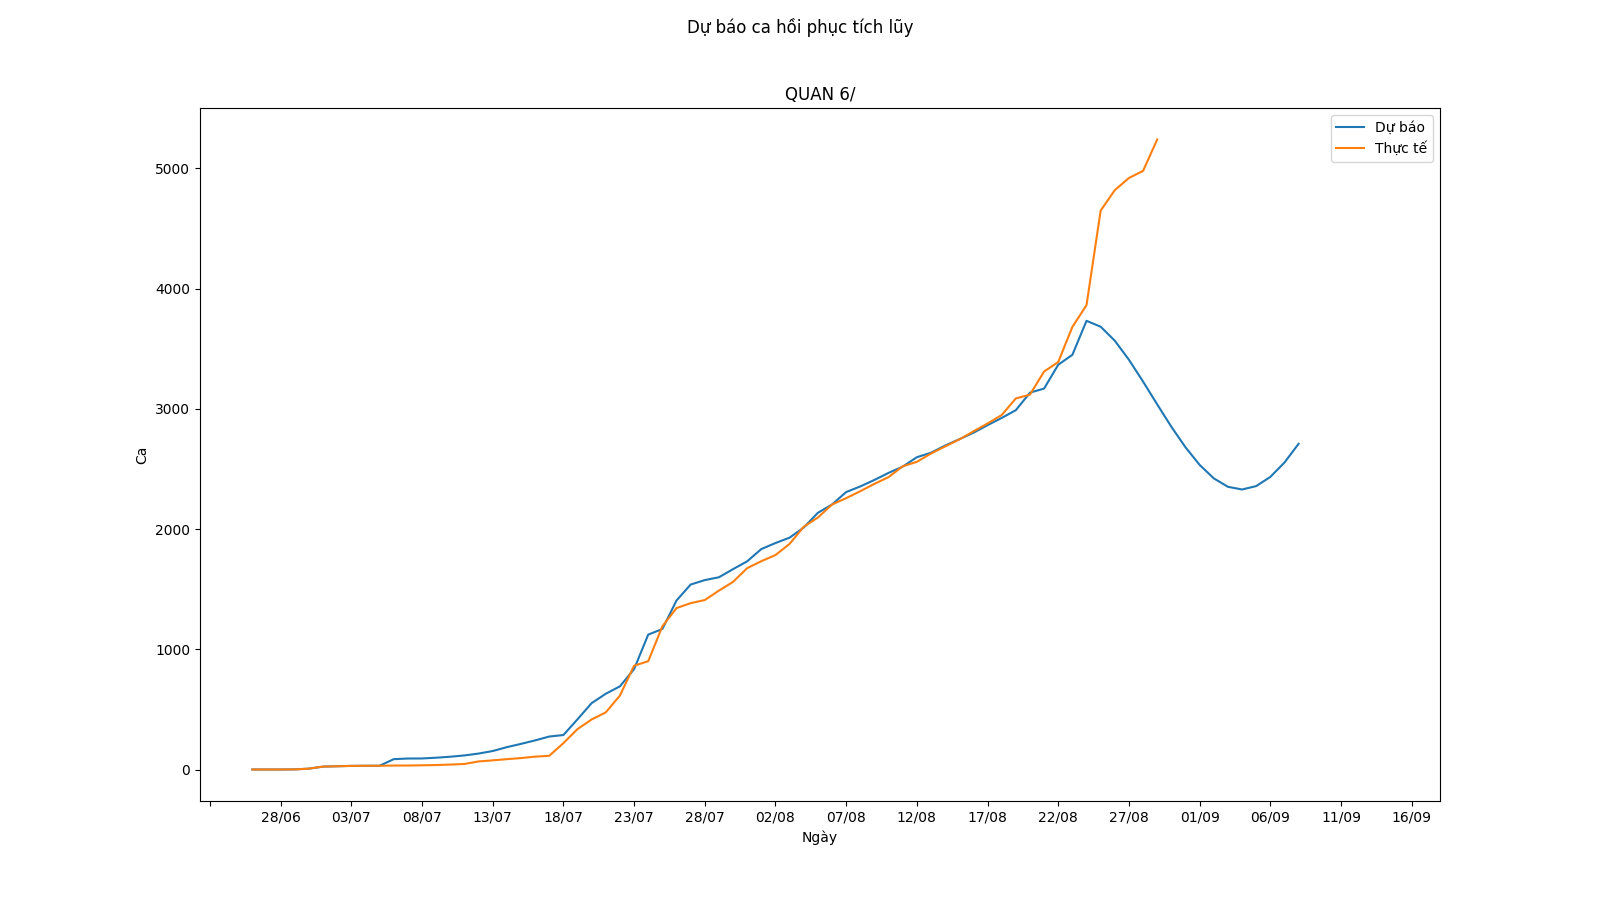 Dự báo ca hồi phục tích lũy
QUAN 6/
Dự báo
Thực tế
5000
4000
3000
2000
1000
0
Ca
28/06 03/07 08/07 13/07 18/07 23/07 28/07 02/08 07/08 12/08 17/08 22/08 27/08 01/09 06/09 11/09 16/09
Ngày